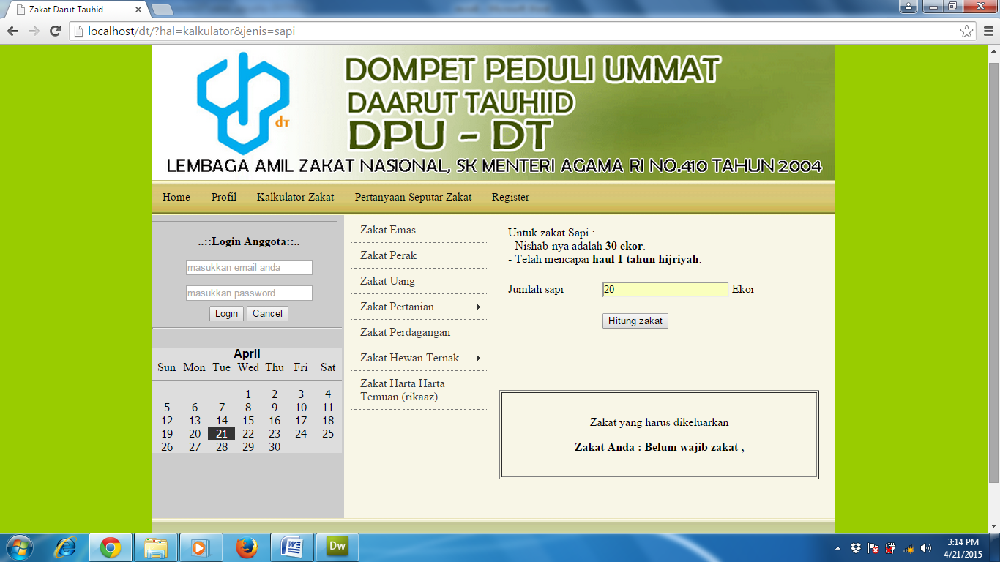 Zakat Darut Tauhid
localhost/dt/?hal=kalkulator&jenis=sapi
dt
DOMPET PEDULI UMMAT
DAARUT TAUHIID
DPU - DT
LEMBAGA AMIL ZAKAT NASIONAL, SK MENTERI AGAMA RI NO.410 TAHUN 2004
Home Profil Kalkulator Zakat Pertanyaan Seputar Zakat Register
..::Login Anggota::..
masukkan email anda
masukkan password
Login Cancel
April
Sun Mon Tue Wed Thu Fri Sat
1 2 3 4
5 6 7 8 9 10 11
12 13 14 15 16 17 18
19 20 21 22 23 24 25
26 27 28 29 30
Zakat Emas
Zakat Perak
Zakat Uang
Zakat Pertanian
Zakat Perdagangan
Zakat Hewan Ternak
Zakat Harta Harta
Temuan (rikaaz)
Untuk zakat Sapi :
- Nishab-nya adalah 30 ekor.
- Telah mencapai haul 1 tahun hijriyah.
Jumlah sapi 20 Ekor
Hitung zakat
Zakat yang harus dikeluarkan
Zakat Anda : Belum wajib zakat ,
Dw
3:14 PM
4/21/2015